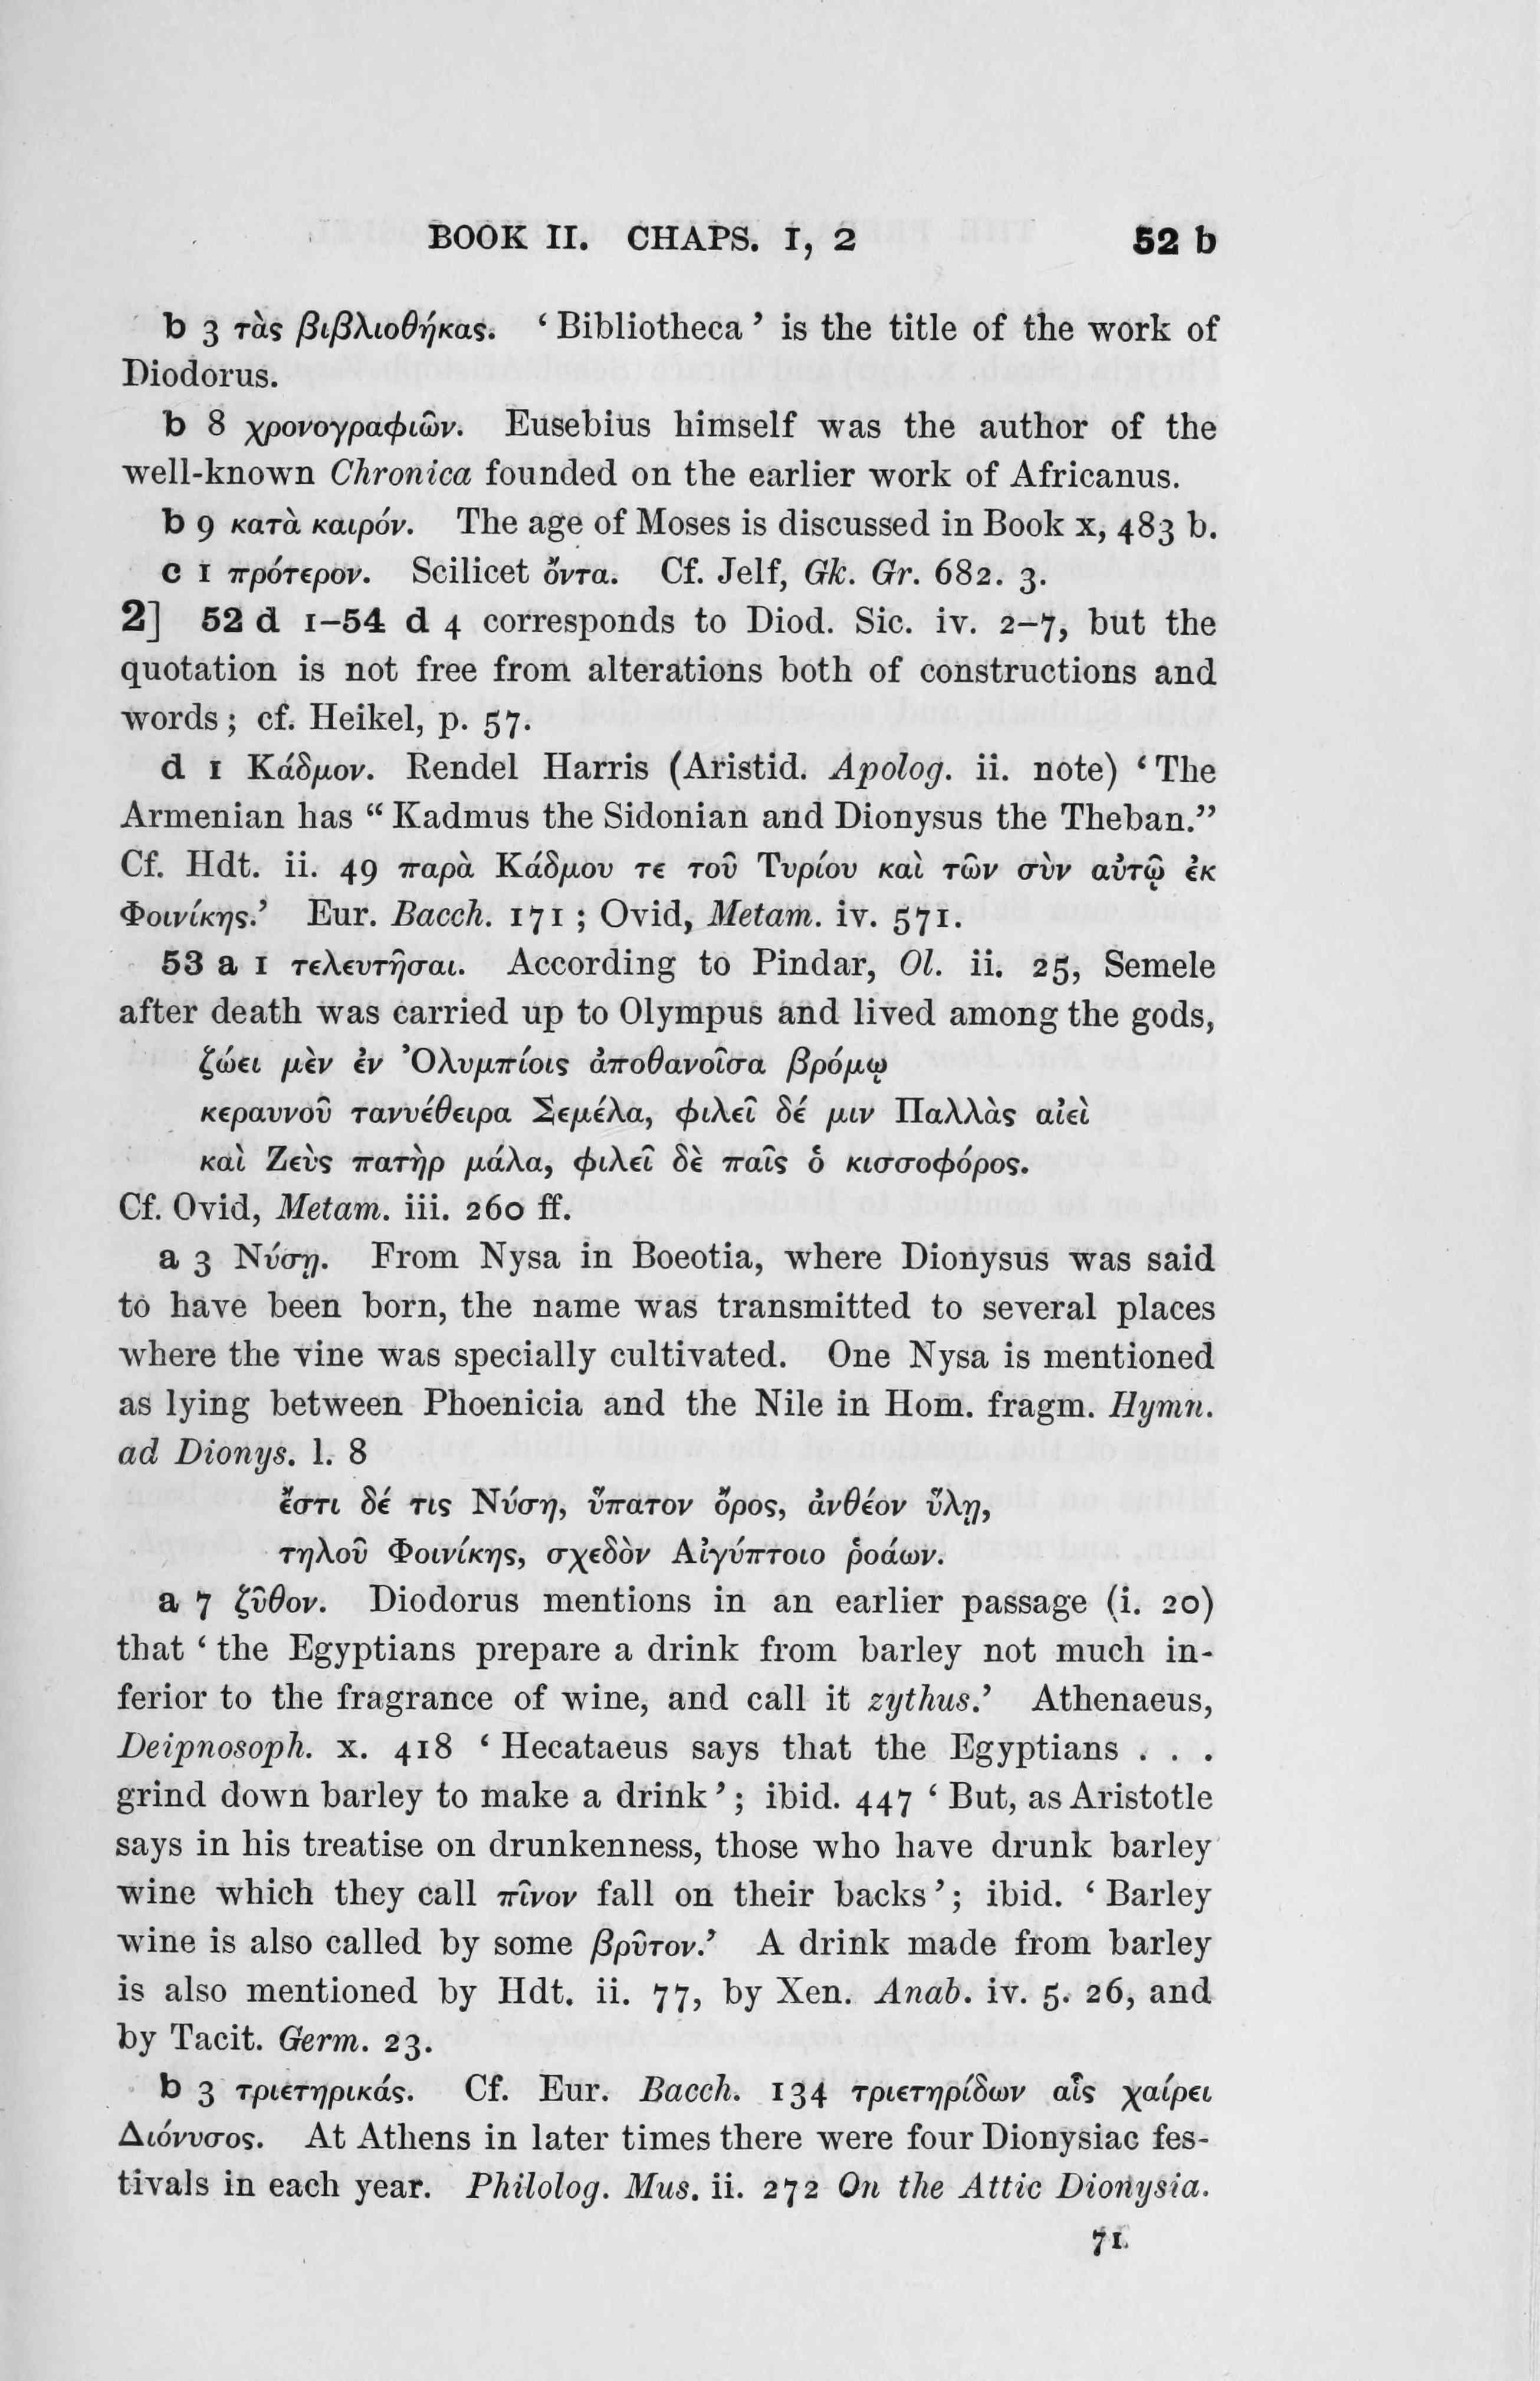 BOOK II. CHAPS. 1, 2 52 b
b 3 τὰς βιβλιοθήκας. ‘Bibliotheca’ is the title of the work of
Diodorus.
b 8 χρονογραφιῶν. Eusebius himself was the author of the
well-known Chronica founded on the earlier work of Africanus.
b 9 κατὰ καιρόν. The age of Moses is discussed in Book x, 483 b.
c 1 πρότερον. Scilicet ὄντα. Cf. Jelf, Gk. Gr. 682. 3.
2] 52 d 1–54 d 4 corresponds to Diod. Sic. iv. 2–7, but the
quotation is not free from alterations both of constructions and
words; cf. Heikel, p. 57.
d 1 Κάδμον. Rendel Harris (Aristid. Apolog. ii. note) ‘The
Armenian has “Kadmus the Sidonian and Dionysus the Theban.”
Cf. Hdt. ii. 49 παρὰ Κάδμου τε τοῦ Τυρίου καὶ τῶν σὺν αὐτῷ ἐκ
Φοινίκης.’ Eur. Bacch. 171; Ovid, Metam. iv. 571.
53 a 1 τελευτῆσαι. According to Pindar, Ol. ii. 25, Semele
after death was carried up to Olympus and lived among the gods,
ζώει μὲν ἐν Ὀλυμπίοις ἀποθανοῖσα βρόμῳ
κεραυνοῦ τανυέθειρα Σεμέλα, φιλεῖ δέ μιν Παλλὰς αἰεὶ
καὶ Ζεὺς πατὴρ μάλα, φιλεῖ δὲ παῖς ὁ κισσοφόρος.
Cf. Ovid, Metam. iii. 260 ff.
a 3 Νύσῃ. From Nysa in Boeotia, where Dionysus was said
to have been born, the name was transmitted to several places
where the vine was specially cultivated. One Nysa is mentioned
as lying between Phoenicia and the Nile in Hom. fragm. Hymn.
ad Dionys. l. 8
ἔστι δέ τις Νύση, ὕπατον ὄρος, ἀνθέον ὕλῃ,
τηλοῦ Φοινίκης, σχεδὸν Αἰγύπτοιο ῥοάων.
a 7 ζῦθον. Diodorus mentions in an earlier passage (i. 20)
that ‘the Egyptians prepare a drink from barley not much in-
ferior to the fragrance of wine, and call it zythus.’ Athenaeus,
Deipnosoph. x. 418 ‘Hecataeus says that the Egyptians . . .
grind down barley to make a drink’; ibid. 447 ‘But, as Aristotle
says in his treatise on drunkenness, those who have drunk barley
wine which they call πῖνον fall on their backs’; ibid. ‘Barley
wine is also called by some βρῦτον.’ A drink made from barley
is also mentioned by Hdt. ii. 77, by Xen. Anab. iv. 5. 26, and
by Tacit. Germ. 23.
b 3 τριετηρικάς. Cf. Eur. Bacch. 134 τριετηρίδων αἷς χαίρει
Διόνυσος. At Athens in later times there were four Dionysiac fes-
tivals in each year. Philolog. Mus. ii. 272 On the Attic Dionysia.
71